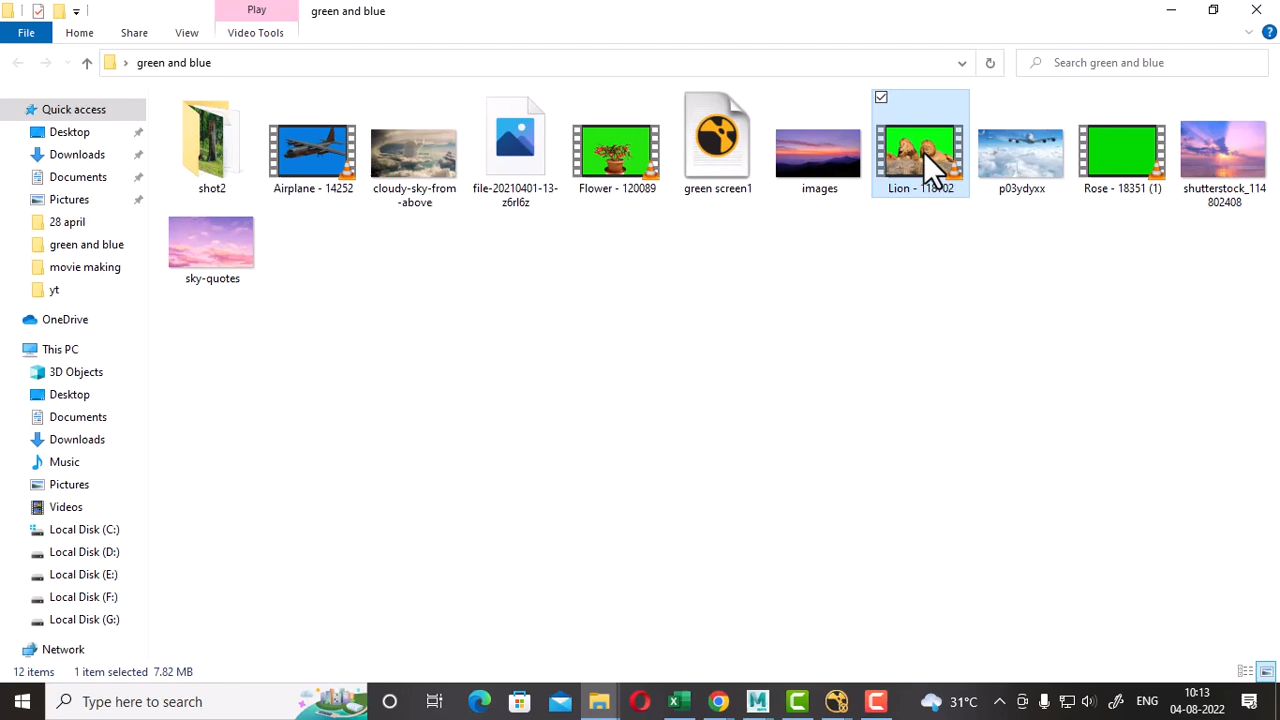 Play
green and blue
File
Home
Share
View
Video Tools
green and blue
Search green and blue
Quick access
Desktop
Downloads
Documents
Pictures
28 april
green and blue
movie making
yt
OneDrive
This PC
3D Objects
Desktop
Documents
Downloads
Music
Pictures
Videos
Local Disk (C:)
Local Disk (D:)
Local Disk (E:)
Local Disk (F:)
Local Disk (G:)
Network
shot2
Airplane - 14252
cloudy-sky-from
-above
file-20210401-13-
z6rl6z
Flower - 120089
green screen1
images
Lion -
p03ydyxx
Rose - 18351 (1)
shutterstock_114
802408
sky-quotes
12 items
1 item selected
7.82 MB
Type here to search
31°C
ENG
10:13
04-08-2022